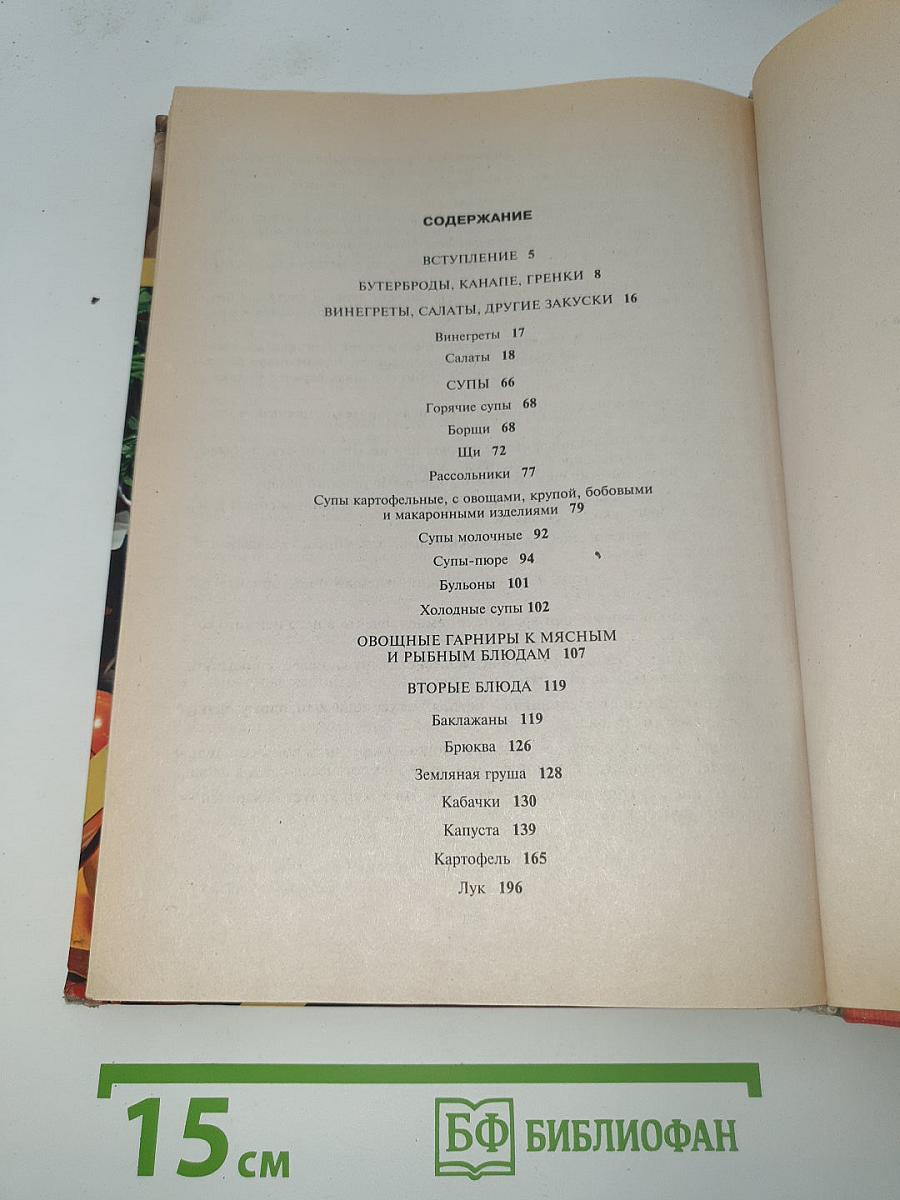 СОДЕРЖАНИЕ
ВСТУПЛЕНИЕ 5
БУТЕРБРОДЫ, КАНАПЕ, ГРЕНКИ 8
ВИНЕГРЕТЫ, САЛАТЫ, ДРУГИЕ ЗАКУСКИ 16
Винегреты 17
Салаты 18
СУПЫ 66
Горячие супы 68
Борщи 68
Щи 72
Рассольники 77
Супы картофельные, с овощами, крупой, бобовыми
и макаронными изделиями 79
Супы молочные 92
Супы-пюре 94
Бульоны 101
Холодные супы 102
ОВОЩНЫЕ ГАРНИРЫ К МЯСНЫМ
И РЫБНЫМ БЛЮДАМ 107
ВТОРЫЕ БЛЮДА 119
Баклажаны 119
Брюква 126
Земляная груша 128
Кабачки 130
Капуста 139
Картофель 165
Лук 196
15 см
БФ БИБЛИОФАН